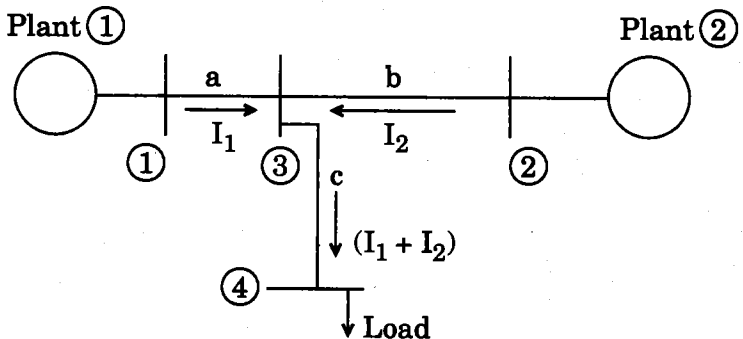 Plant ① Plant ②
a b
I₁ I₂
① ③ ②
c
(I₁ + I₂)
④
Load